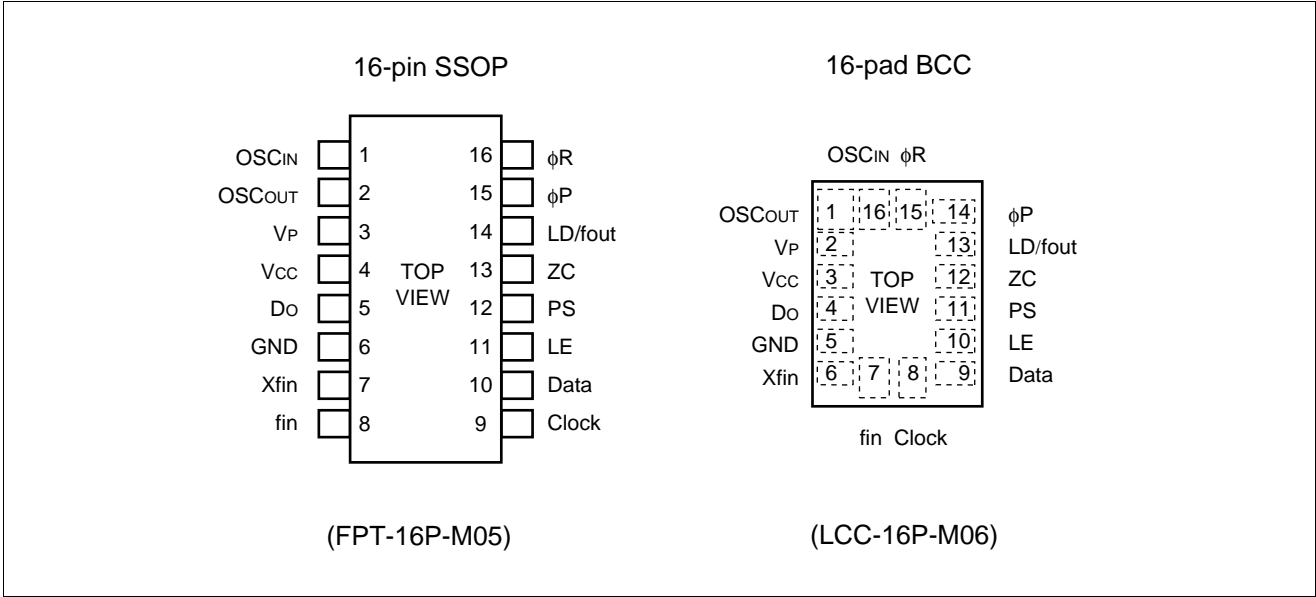 16-pin SSOP
OSCIN 1 16 ϕR
OSCOUT 2 15 ϕP
VP 3 14 LD/fout
VCC 4 13 ZC
DO 5 12 PS
GND 6 11 LE
Xfin 7 10 Data
fin 8 9 Clock
TOP
VIEW
(FPT-16P-M05)
16-pad BCC
OSCIN ϕR
OSCOUT 1 16 15 14 ϕP
VP 2 13 LD/fout
VCC 3 12 ZC
DO 4 11 PS
GND 5 10 LE
Xfin 6 7 8 9 Data
TOP
VIEW
fin Clock
(LCC-16P-M06)